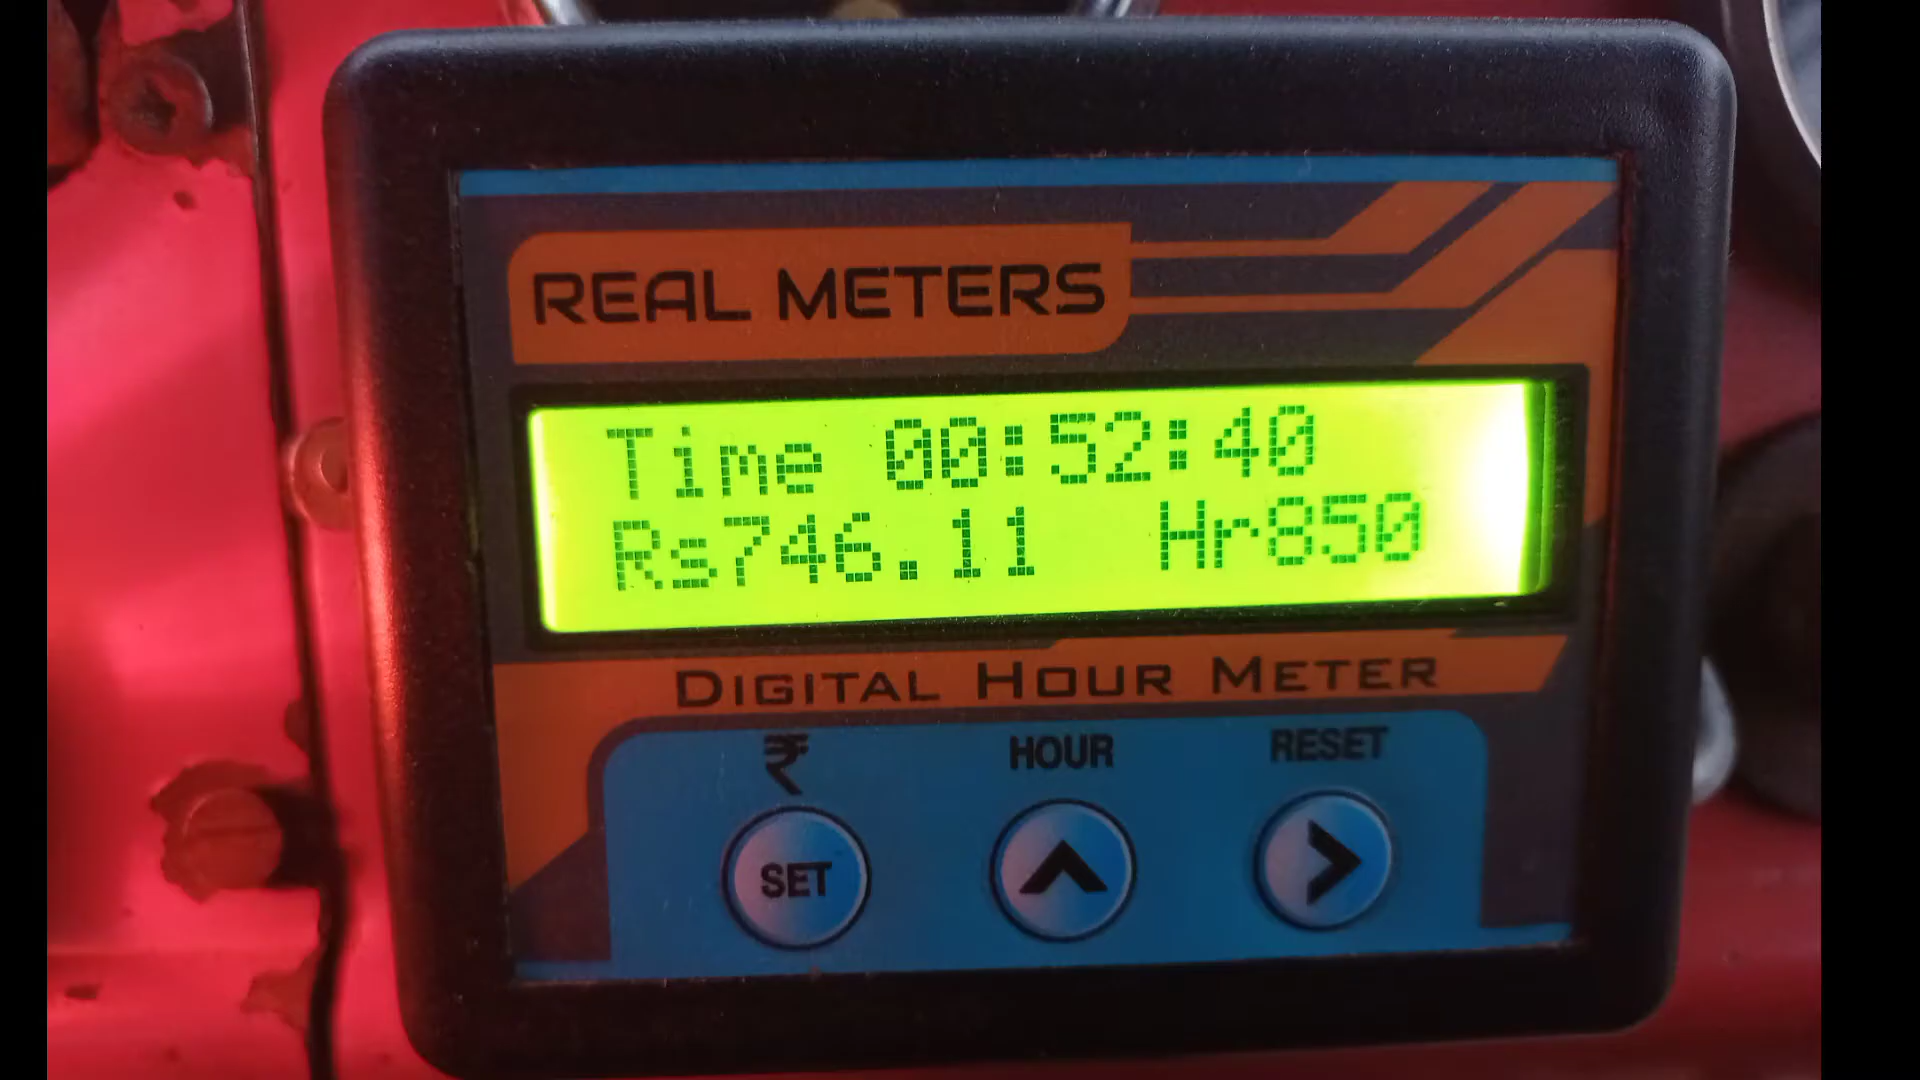 REAL METERS
Time 00:52:40
Rs746.11 Hr850
DIGITAL HOUR METER
₹ HOUR RESET
SET